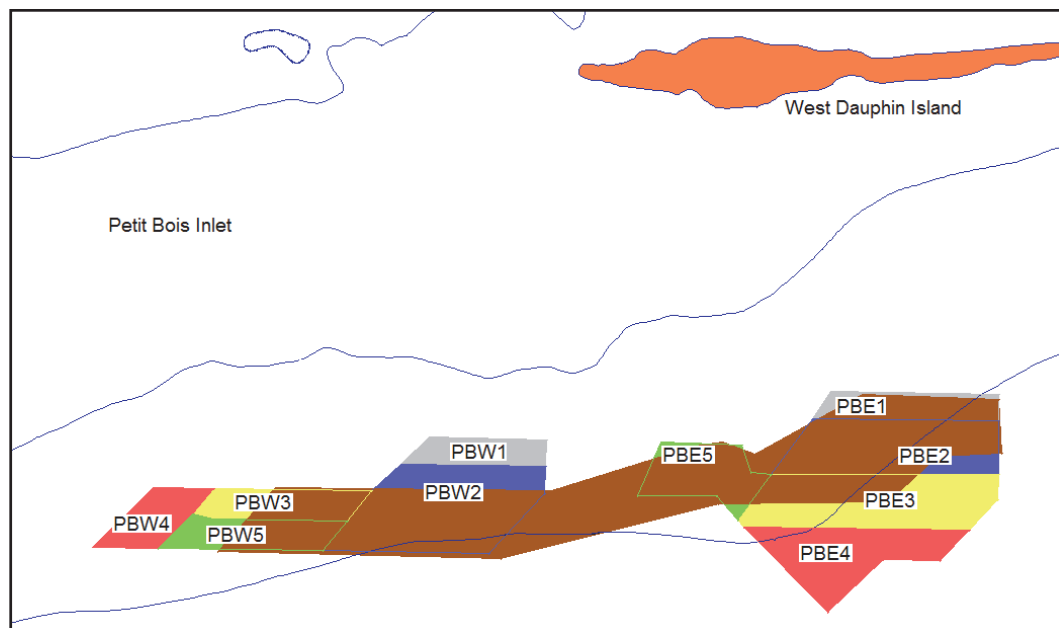 West Dauphin Island
Petit Bois Inlet
PBE1
PBW1
PBE5
PBE2
PBW2
PBW3
PBE3
PBW4
PBW5
PBE4